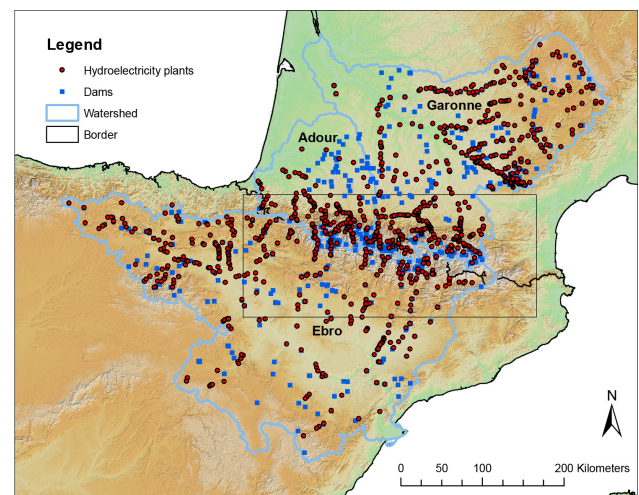 Legend
Hydroelectricity plants
Dams
Watershed
Border
Garonne
Adour
Ebro
N
0 50 100 200 Kilometers